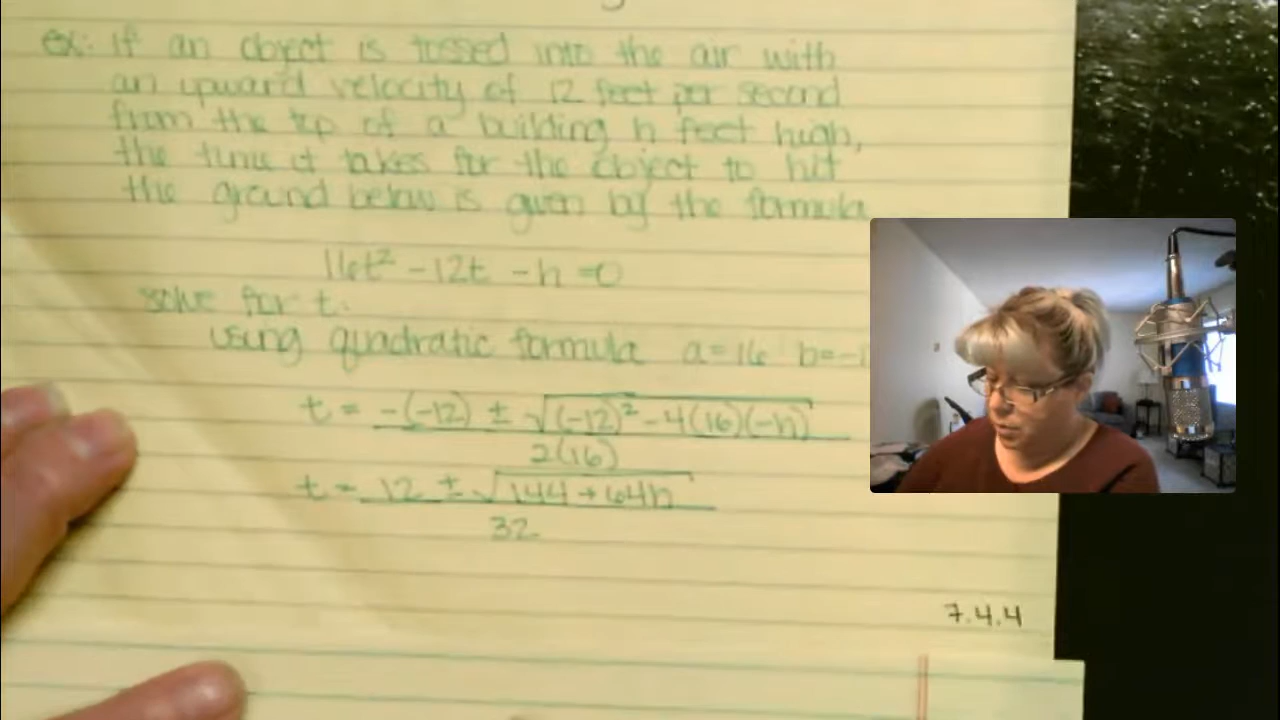 ex: If an object is tossed into the air with
an upward velocity of 12 feet per second
from the top of a building h feet high,
the time it takes for the object to hit
the ground below is given by the formula
16t² - 12t - h = 0
solve for t.
using quadratic formula a = 16 b = -1
t = -(-12) ± √(-12)² - 4(16)(-h)
2(16)
t = 12 ± √144 + 64h
32
7.4.4